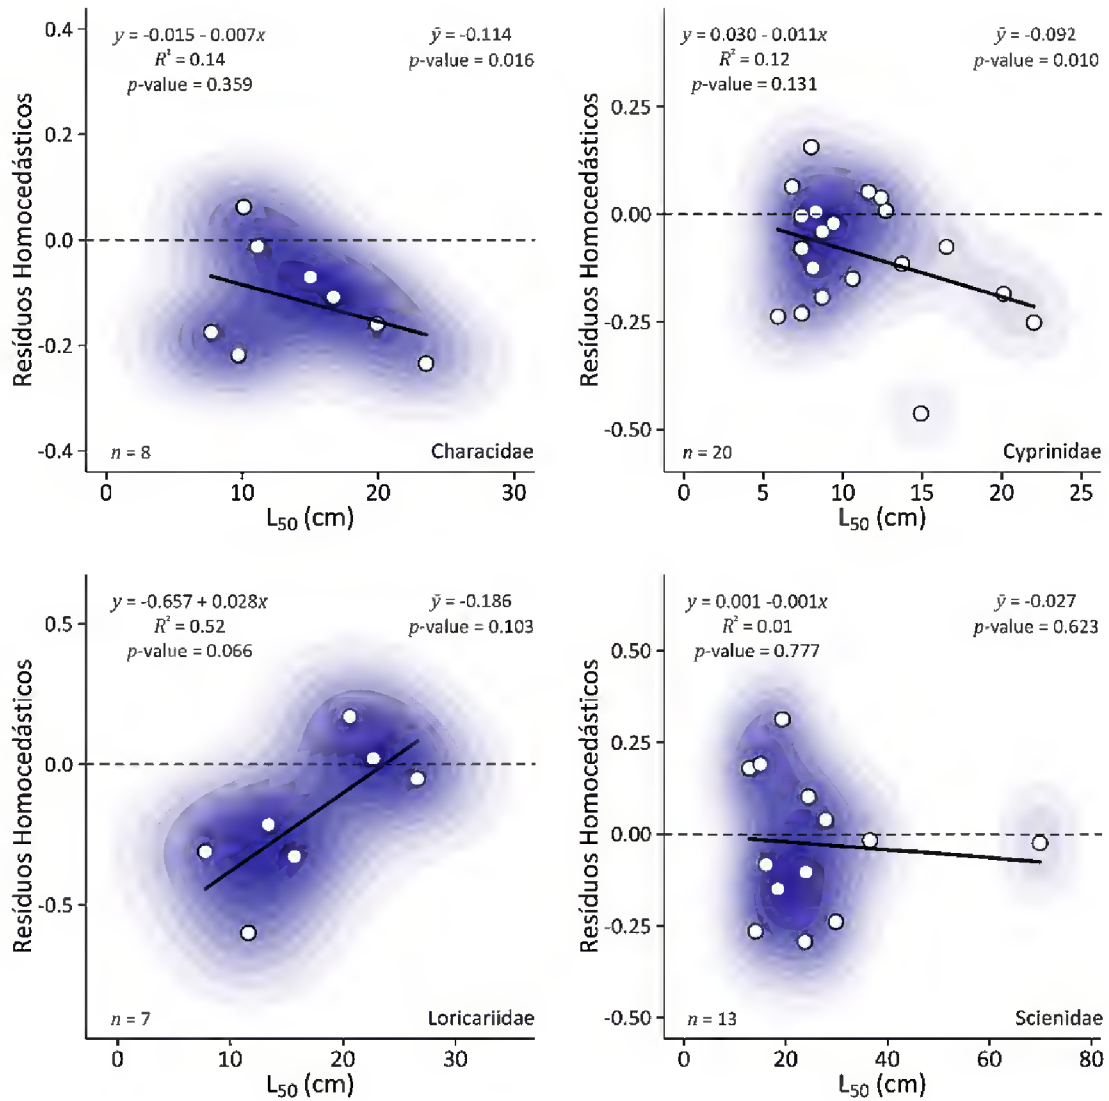 y = -0.015 - 0.007x
R² = 0.14
p-value = 0.359
ȳ = -0.114
p-value = 0.016
0.4
0.2
0.0
-0.2
-0.4
Resíduos Homocedásticos
n = 8
Characidae
0 10 20 30
L₅₀ (cm)
y = 0.030 - 0.011x
R² = 0.12
p-value = 0.131
ȳ = -0.092
p-value = 0.010
0.25
0.00
-0.25
-0.50
Resíduos Homocedásticos
n = 20
Cyprinidae
0 5 10 15 20 25
L₅₀ (cm)
y = -0.657 + 0.028x
R² = 0.52
p-value = 0.066
ȳ = -0.186
p-value = 0.103
0.5
0.0
-0.5
Resíduos Homocedásticos
n = 7
Loricariidae
0 10 20 30
L₅₀ (cm)
y = 0.001 -0.001x
R² = 0.01
p-value = 0.777
ȳ = -0.027
p-value = 0.623
0.50
0.25
0.00
-0.25
-0.50
Resíduos Homocedásticos
n = 13
Scienidae
0 20 40 60 80
L₅₀ (cm)